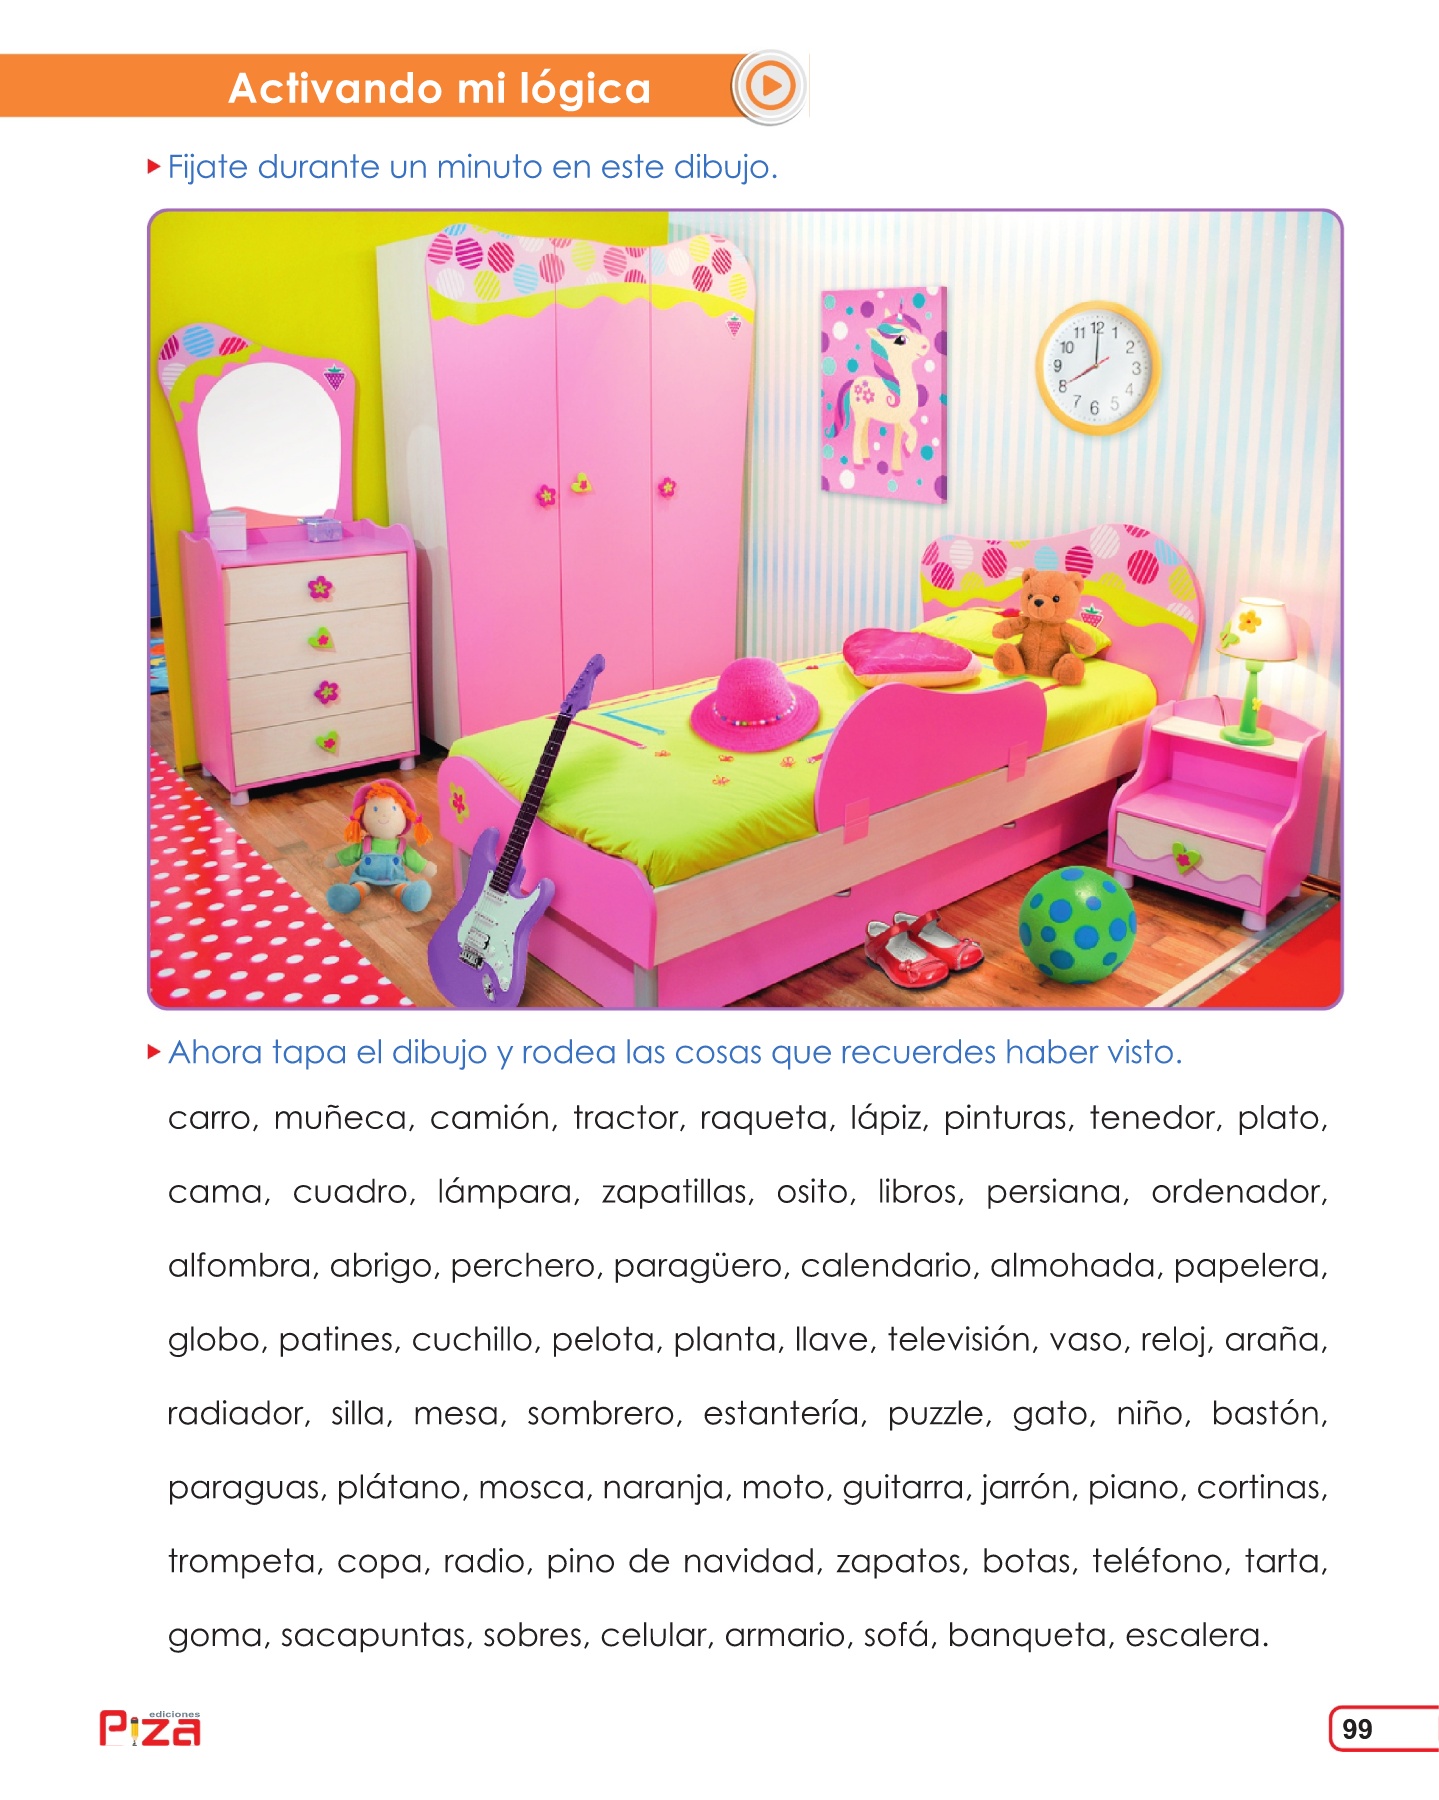 Activando mi lógica
Fijate durante un minuto en este dibujo.
11 12 1
10 2
9 3
8 4
7 6 5
Ahora tapa el dibujo y rodea las cosas que recuerdes haber visto.
carro, muñeca, camión, tractor, raqueta, lápiz, pinturas, tenedor, plato,
cama, cuadro, lámpara, zapatillas, osito, libros, persiana, ordenador,
alfombra, abrigo, perchero, paragüero, calendario, almohada, papelera,
globo, patines, cuchillo, pelota, planta, llave, televisión, vaso, reloj, araña,
radiador, silla, mesa, sombrero, estantería, puzzle, gato, niño, bastón,
paraguas, plátano, mosca, naranja, moto, guitarra, jarrón, piano, cortinas,
trompeta, copa, radio, pino de navidad, zapatos, botas, teléfono, tarta,
goma, sacapuntas, sobres, celular, armario, sofá, banqueta, escalera.
ediciones
Piza
99